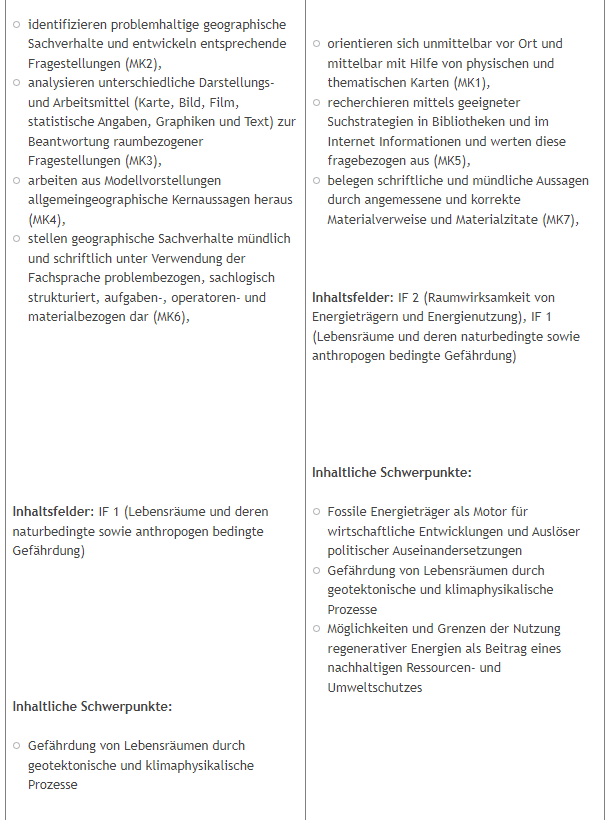 identifizieren problemhaltige geographische
Sachverhalte und entwickeln entsprechende
Fragestellungen (MK2),
analysieren unterschiedliche Darstellungs-
und Arbeitsmittel (Karte, Bild, Film,
statistische Angaben, Graphiken und Text) zur
Beantwortung raumbezogener
Fragestellungen (MK3),
arbeiten aus Modellvorstellungen
allgemeingeographische Kernaussagen heraus
(MK4),
stellen geographische Sachverhalte mündlich
und schriftlich unter Verwendung der
Fachsprache problembezogen, sachlogisch
strukturiert, aufgaben-, operatoren- und
materialbezogen dar (MK6),
Inhaltsfelder: IF 1 (Lebensräume und deren
naturbedingte sowie anthropogen bedingte
Gefährdung)
Inhaltliche Schwerpunkte:
Gefährdung von Lebensräumen durch
geotektonische und klimaphysikalische
Prozesse
orientieren sich unmittelbar vor Ort und
mittelbar mit Hilfe von physischen und
thematischen Karten (MK1),
recherchieren mittels geeigneter
Suchstrategien in Bibliotheken und im
Internet Informationen und werten diese
fragebezogen aus (MK5),
belegen schriftliche und mündliche Aussagen
durch angemessene und korrekte
Materialverweise und Materialzitate (MK7),
Inhaltsfelder: IF 2 (Raumwirksamkeit von
Energieträgern und Energienutzung), IF 1
(Lebensräume und deren naturbedingte sowie
anthropogen bedingte Gefährdung)
Inhaltliche Schwerpunkte:
Fossile Energieträger als Motor für
wirtschaftliche Entwicklungen und Auslöser
politischer Auseinandersetzungen
Gefährdung von Lebensräumen durch
geotektonische und klimaphysikalische
Prozesse
Möglichkeiten und Grenzen der Nutzung
regenerativer Energien als Beitrag eines
nachhaltigen Ressourcen- und
Umweltschutzes